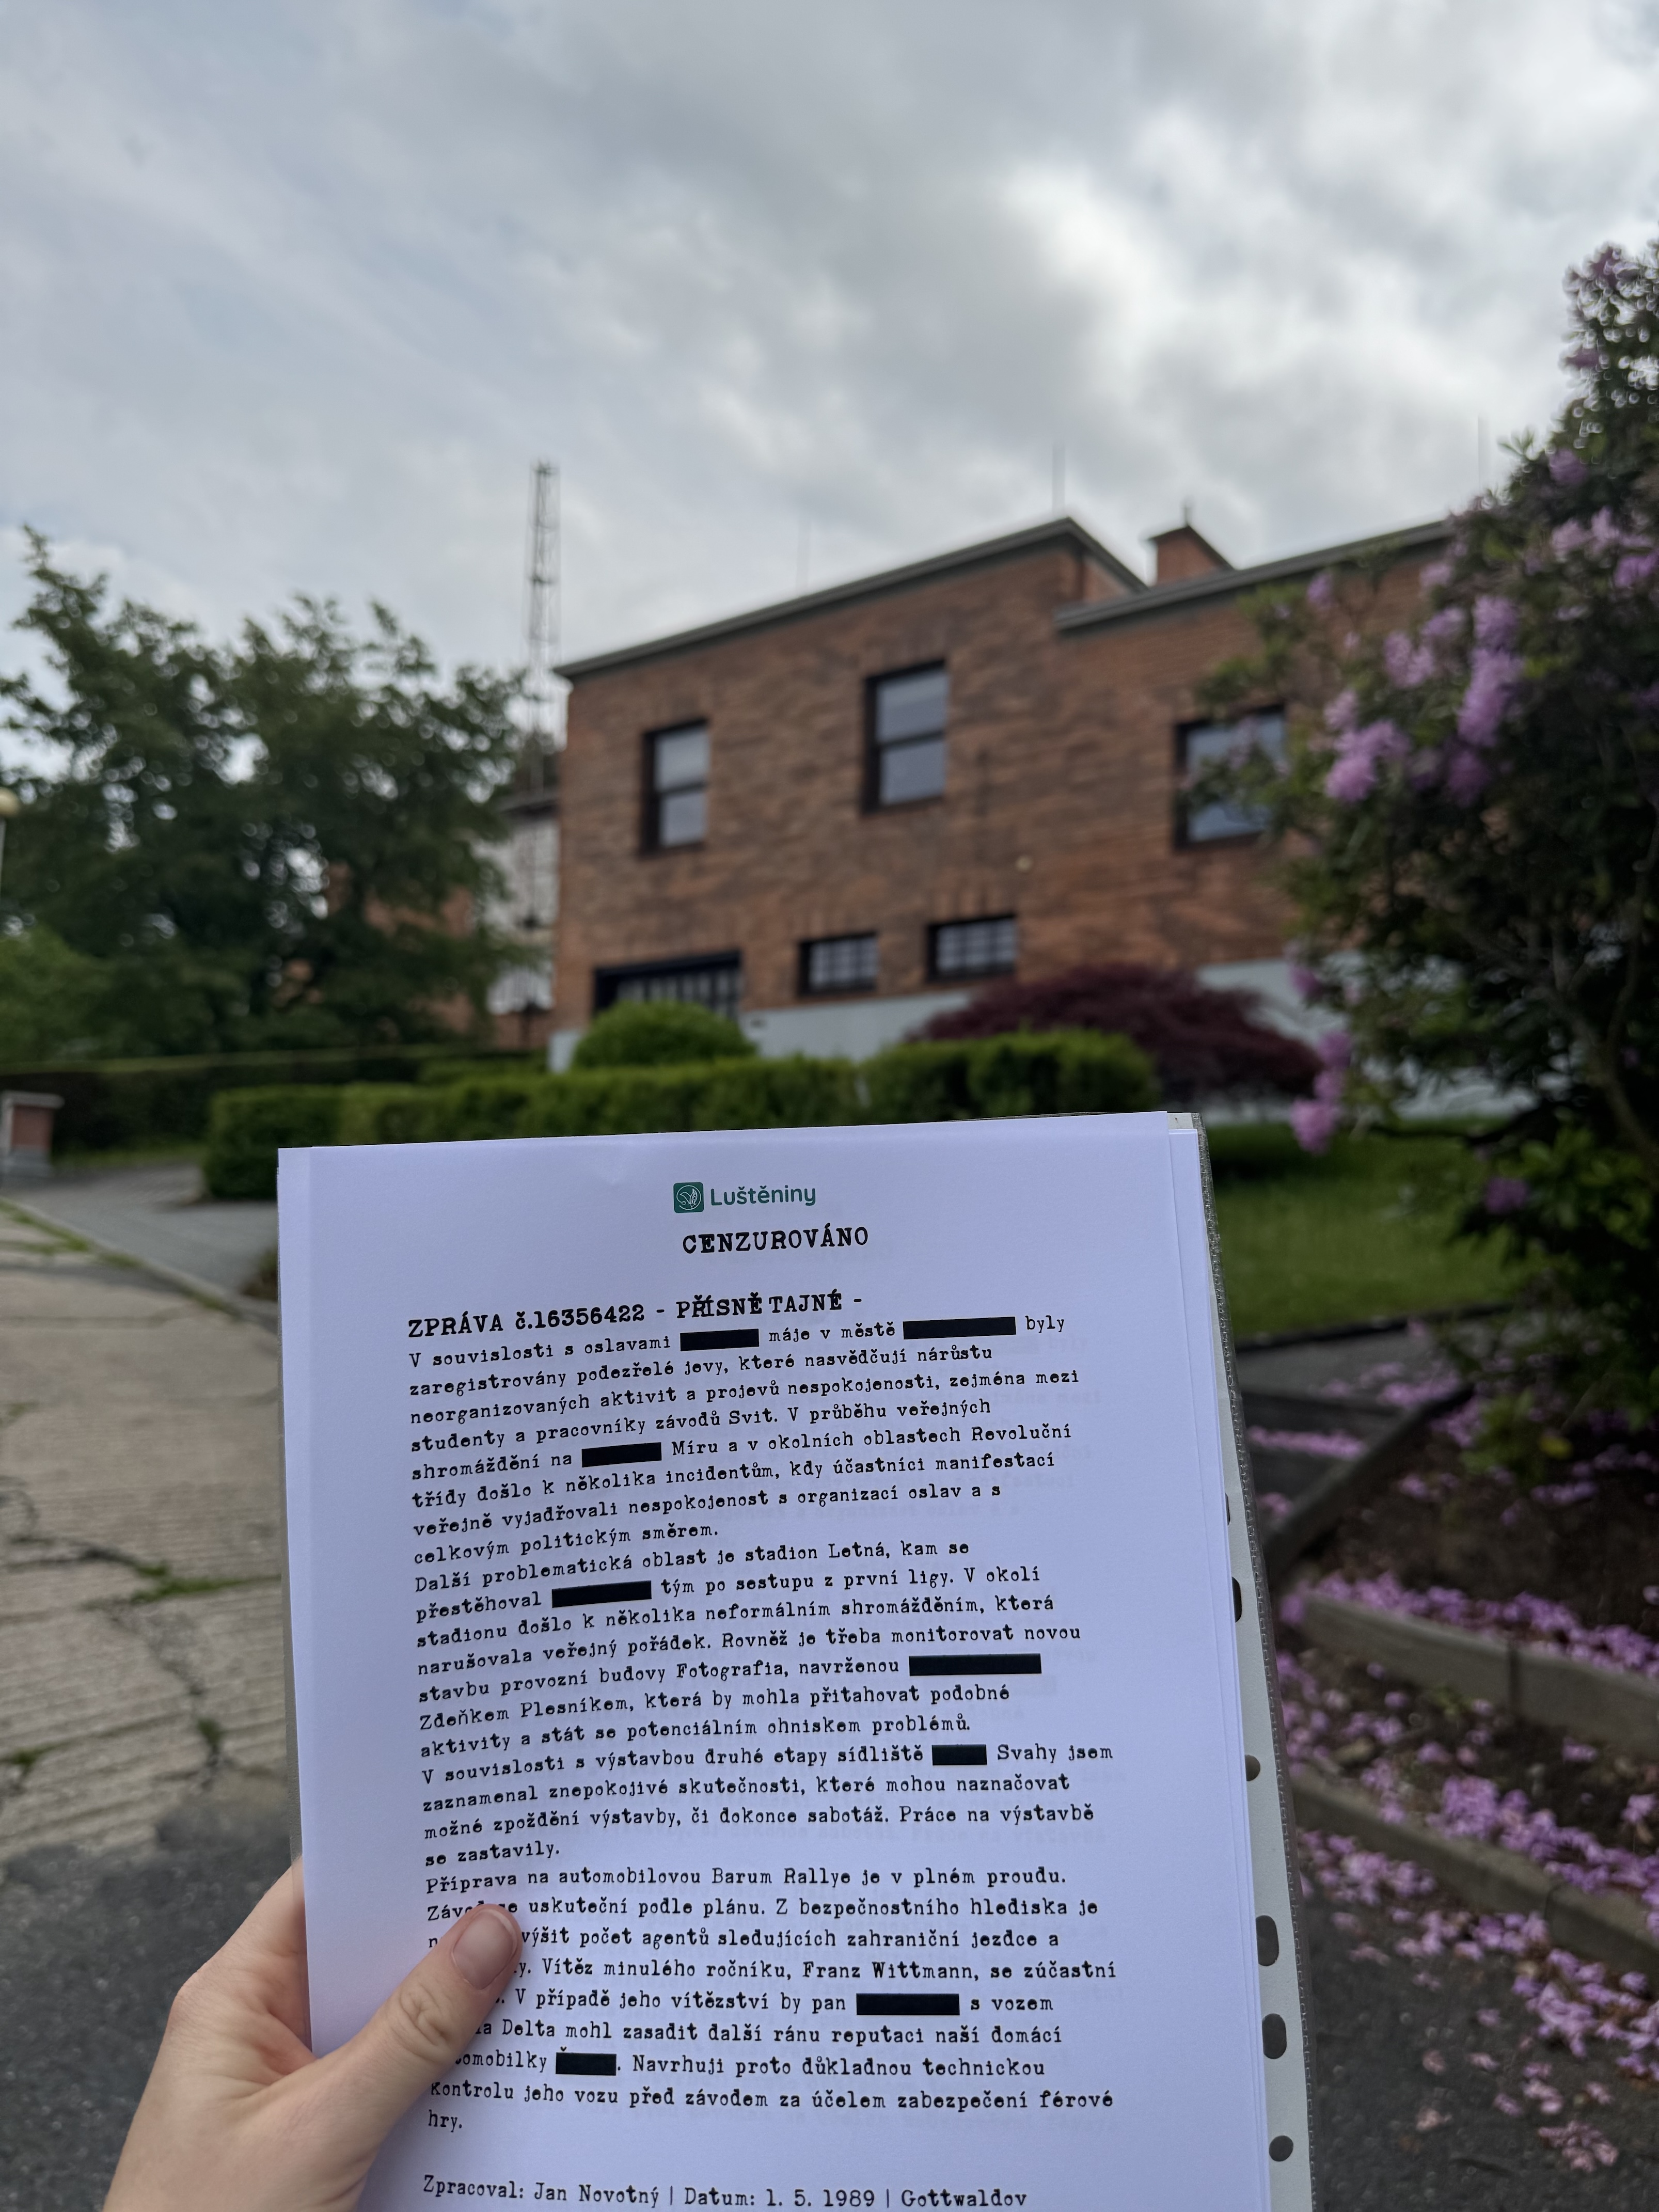 Luštěniny
CENZUROVÁNO
ZPRÁVA č.16356422 - PŘÍSNĚ TAJNÉ -
V souvislosti s oslavami máje v městě byly
zaregistrovány podezřelé jevy, které nasvědčují nárůstu
neorganizovaných aktivit a projevů nespokojenosti, zejména mezi
studenty a pracovníky závodů Svit. V průběhu veřejných
shromáždění na Míru a v okolních oblastech Revoluční
třídy došlo k několika incidentům, kdy účastníci manifestací
veřejně vyjadřovali nespokojenost s organizací oslav a s
celkovým politickým směrem.
Další problematická oblast je stadion Letná, kam se
přestěhoval tým po sestupu z první ligy. V okolí
stadionu došlo k několika neformálním shromážděním, která
narušovala veřejný pořádek. Rovněž je třeba monitorovat novou
stavbu provozní budovy Fotografia, navrženou
Zdeňkem Plesníkem, která by mohla přitahovat podobné
aktivity a stát se potenciálním ohniskem problémů.
V souvislosti s výstavbou druhé etapy sídliště Svahy jsem
zaznamenal znepokojivé skutečnosti, které mohou naznačovat
možné zpoždění výstavby, či dokonce sabotáž. Práce na výstavbě
se zastavily.
Příprava na automobilovou Barum Rallye je v plném proudu.
uskuteční podle plánu. Z bezpečnostního hlediska je
výšit počet agentů sledujících zahraniční jezdce a
Vítěz minulého ročníku, Franz Wittmann, se zúčastní
V případě jeho vítězství by pan s vozem
Delta mohl zasadit další ránu reputaci naší domácí
omobilky . Navrhuji proto důkladnou technickou
kontrolu jeho vozu před závodem za účelem zabezpečení férové
hry.
Zpracoval: Jan Novotný | Datum: 1. 5. 1989 | Gottwaldov